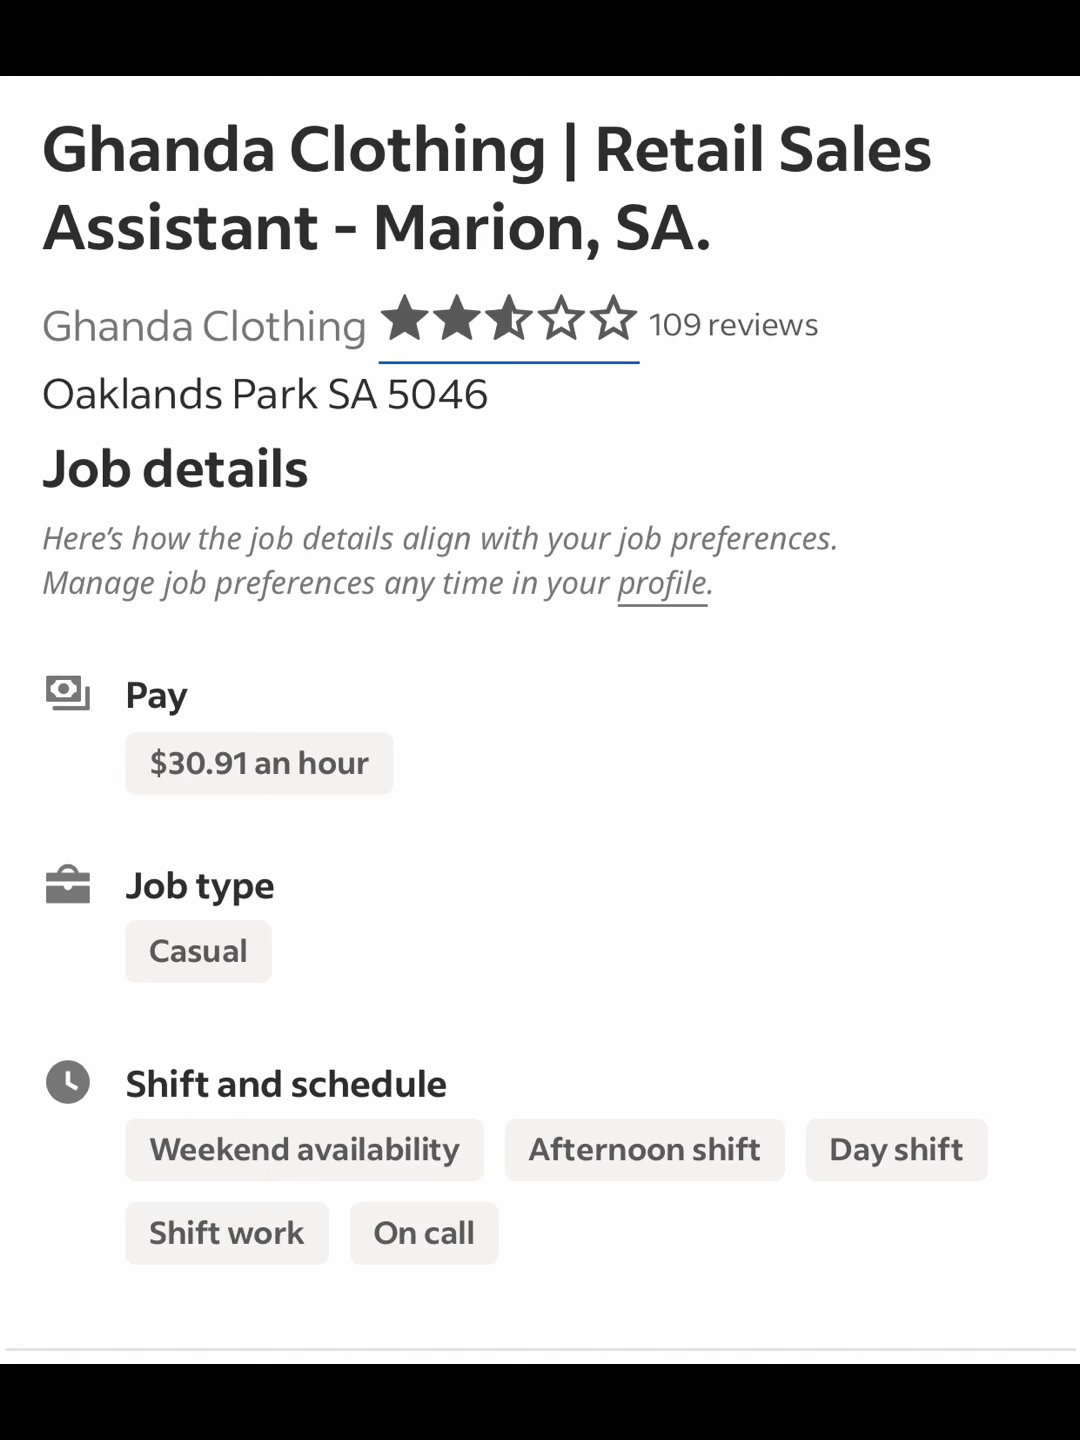 Ghanda Clothing | Retail Sales
Assistant - Marion, SA.
Ghanda Clothing 109 reviews
Oaklands Park SA 5046
Job details
Here's how the job details align with your job preferences.
Manage job preferences any time in your profile.
Pay
$30.91 an hour
Job type
Casual
Shift and schedule
Weekend availability Afternoon shift Day shift
Shift work On call